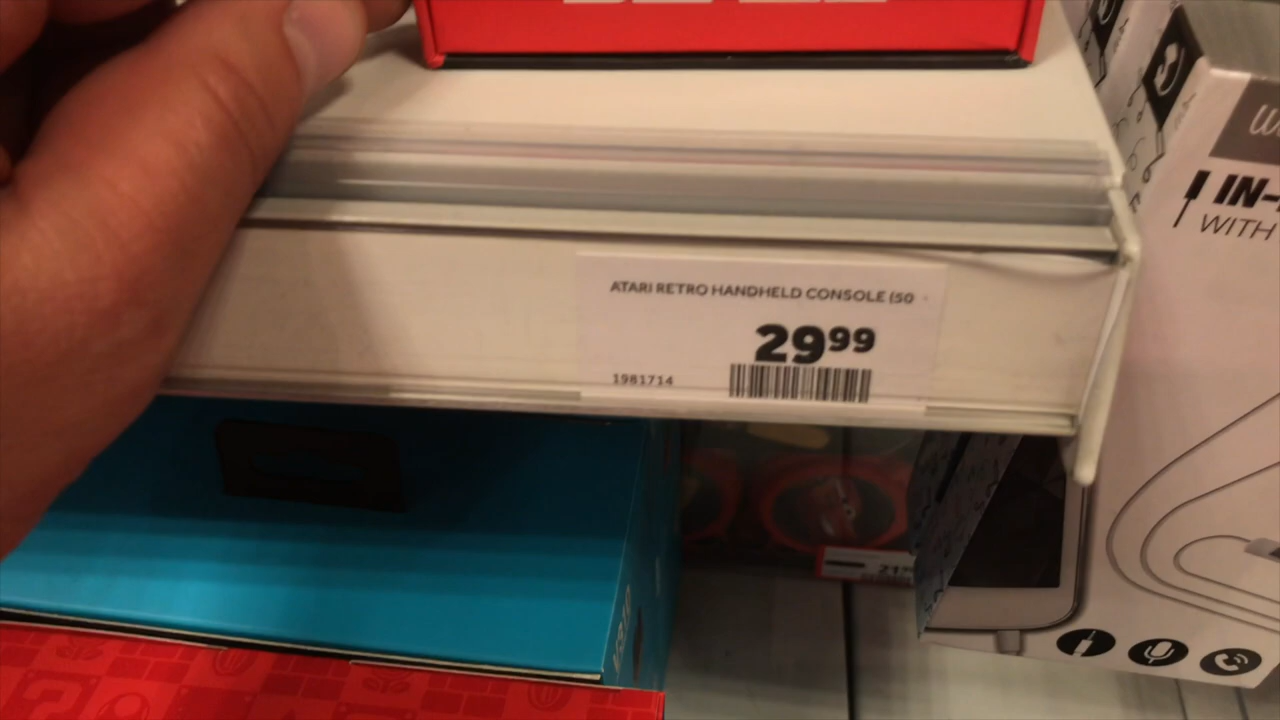 ATARI RETRO HANDHELD CONSOLE (50
29⁹⁹
1981714
IN-
WITH